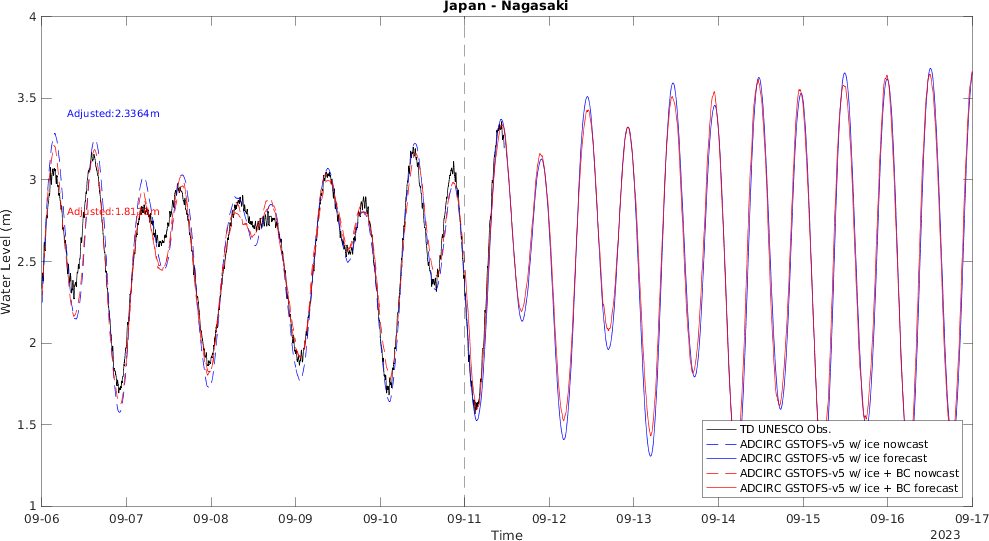 Japan - Nagasaki
4
3.5
3
2.5
2
1.5
1
Water Level (m)
Adjusted:2.3364m
TD UNESCO Obs.
ADCIRC GSTOFS-v5 w/ ice nowcast
ADCIRC GSTOFS-v5 w/ ice forecast
ADCIRC GSTOFS-v5 w/ ice + BC nowcast
ADCIRC GSTOFS-v5 w/ ice + BC forecast
09-06 09-07 09-08 09-09 09-10 09-11 09-12 09-13 09-14 09-15 09-16 09-17
Time
2023